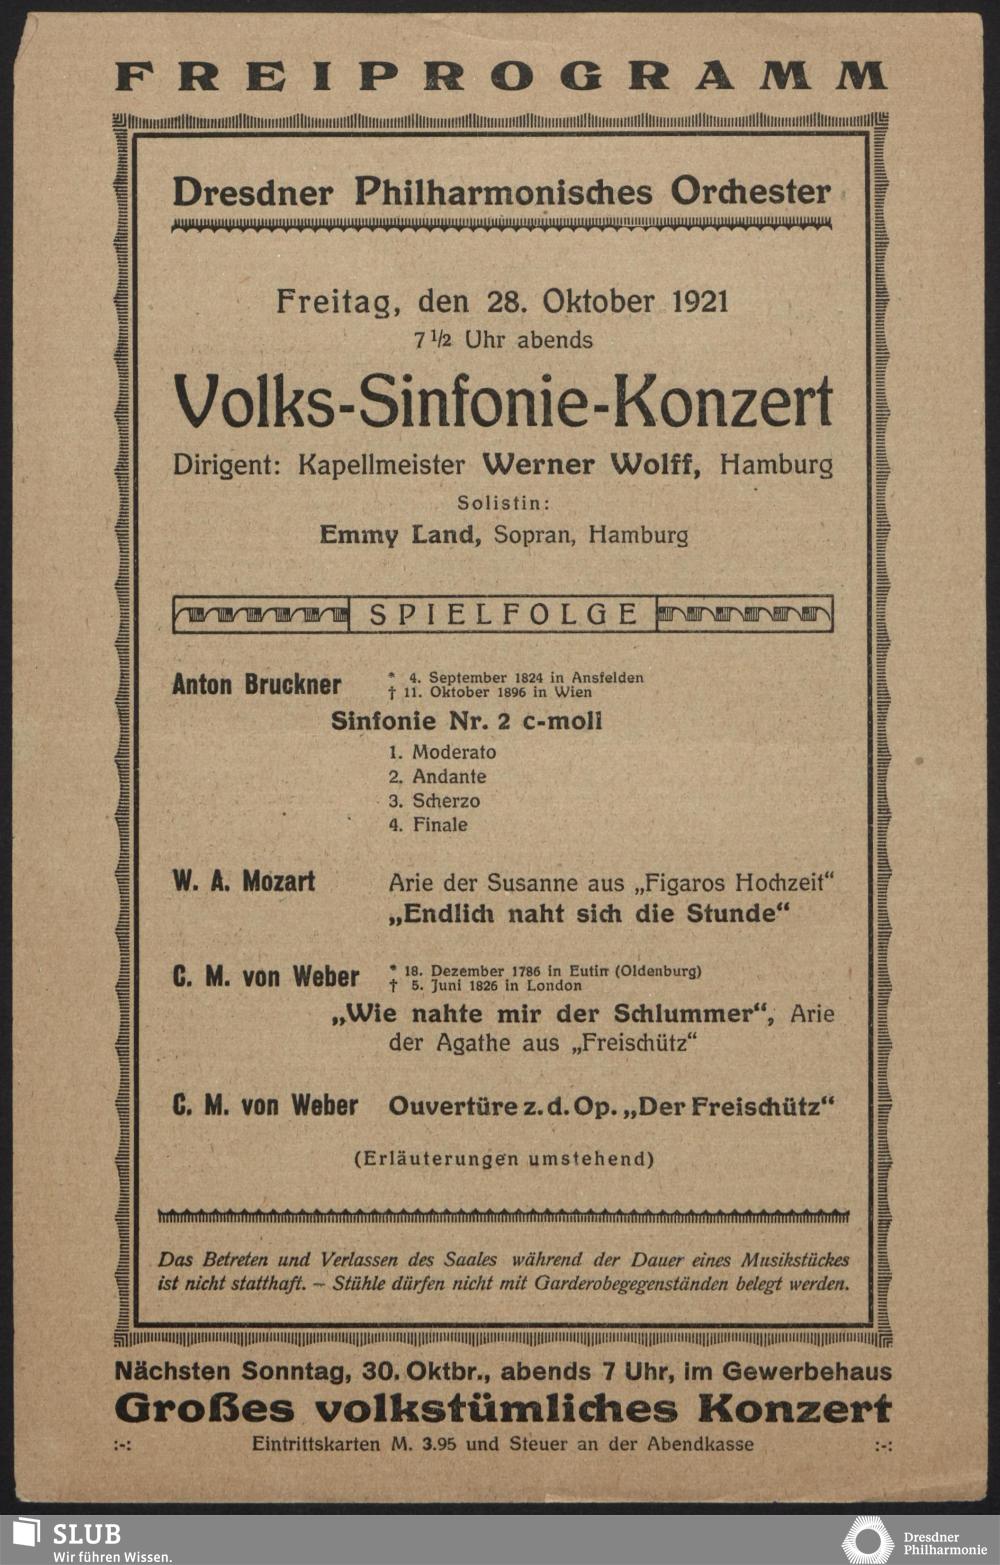 FREIPROGRAMM
Dresdner Philharmonisches Orchester
Freitag, den 28. Oktober 1921
7 1/2 Uhr abends
Volks-Sinfonie-Konzert
Dirigent: Kapellmeister Werner Wolff, Hamburg
Solistin:
Emmy Land, Sopran, Hamburg
SPIELFOLGE
Anton Bruckner * 4. September 1824 in Ansfelden
† 11. Oktober 1896 in Wien
Sinfonie Nr. 2 c-moll
1. Moderato
2. Andante
3. Scherzo
4. Finale
W. A. Mozart Arie der Susanne aus „Figaros Hochzeit“
„Endlich naht sich die Stunde“
C. M. von Weber * 18. Dezember 1786 in Eutin (Oldenburg)
† 5. Juni 1826 in London
„Wie nahte mir der Schlummer“, Arie
der Agathe aus „Freischütz“
C. M. von Weber Ouvertüre z. d. Op. „Der Freischütz“
(Erläuterungen umstehend)
Das Betreten und Verlassen des Saales während der Dauer eines Musikstückes
ist nicht statthaft. — Stühle dürfen nicht mit Garderobegegenständen belegt werden.
Nächsten Sonntag, 30. Oktbr., abends 7 Uhr, im Gewerbehaus
Großes volkstümliches Konzert
:-: Eintrittskarten M. 3.95 und Steuer an der Abendkasse :-:
SLUB
Wir führen Wissen.
Dresdner
Philharmonie